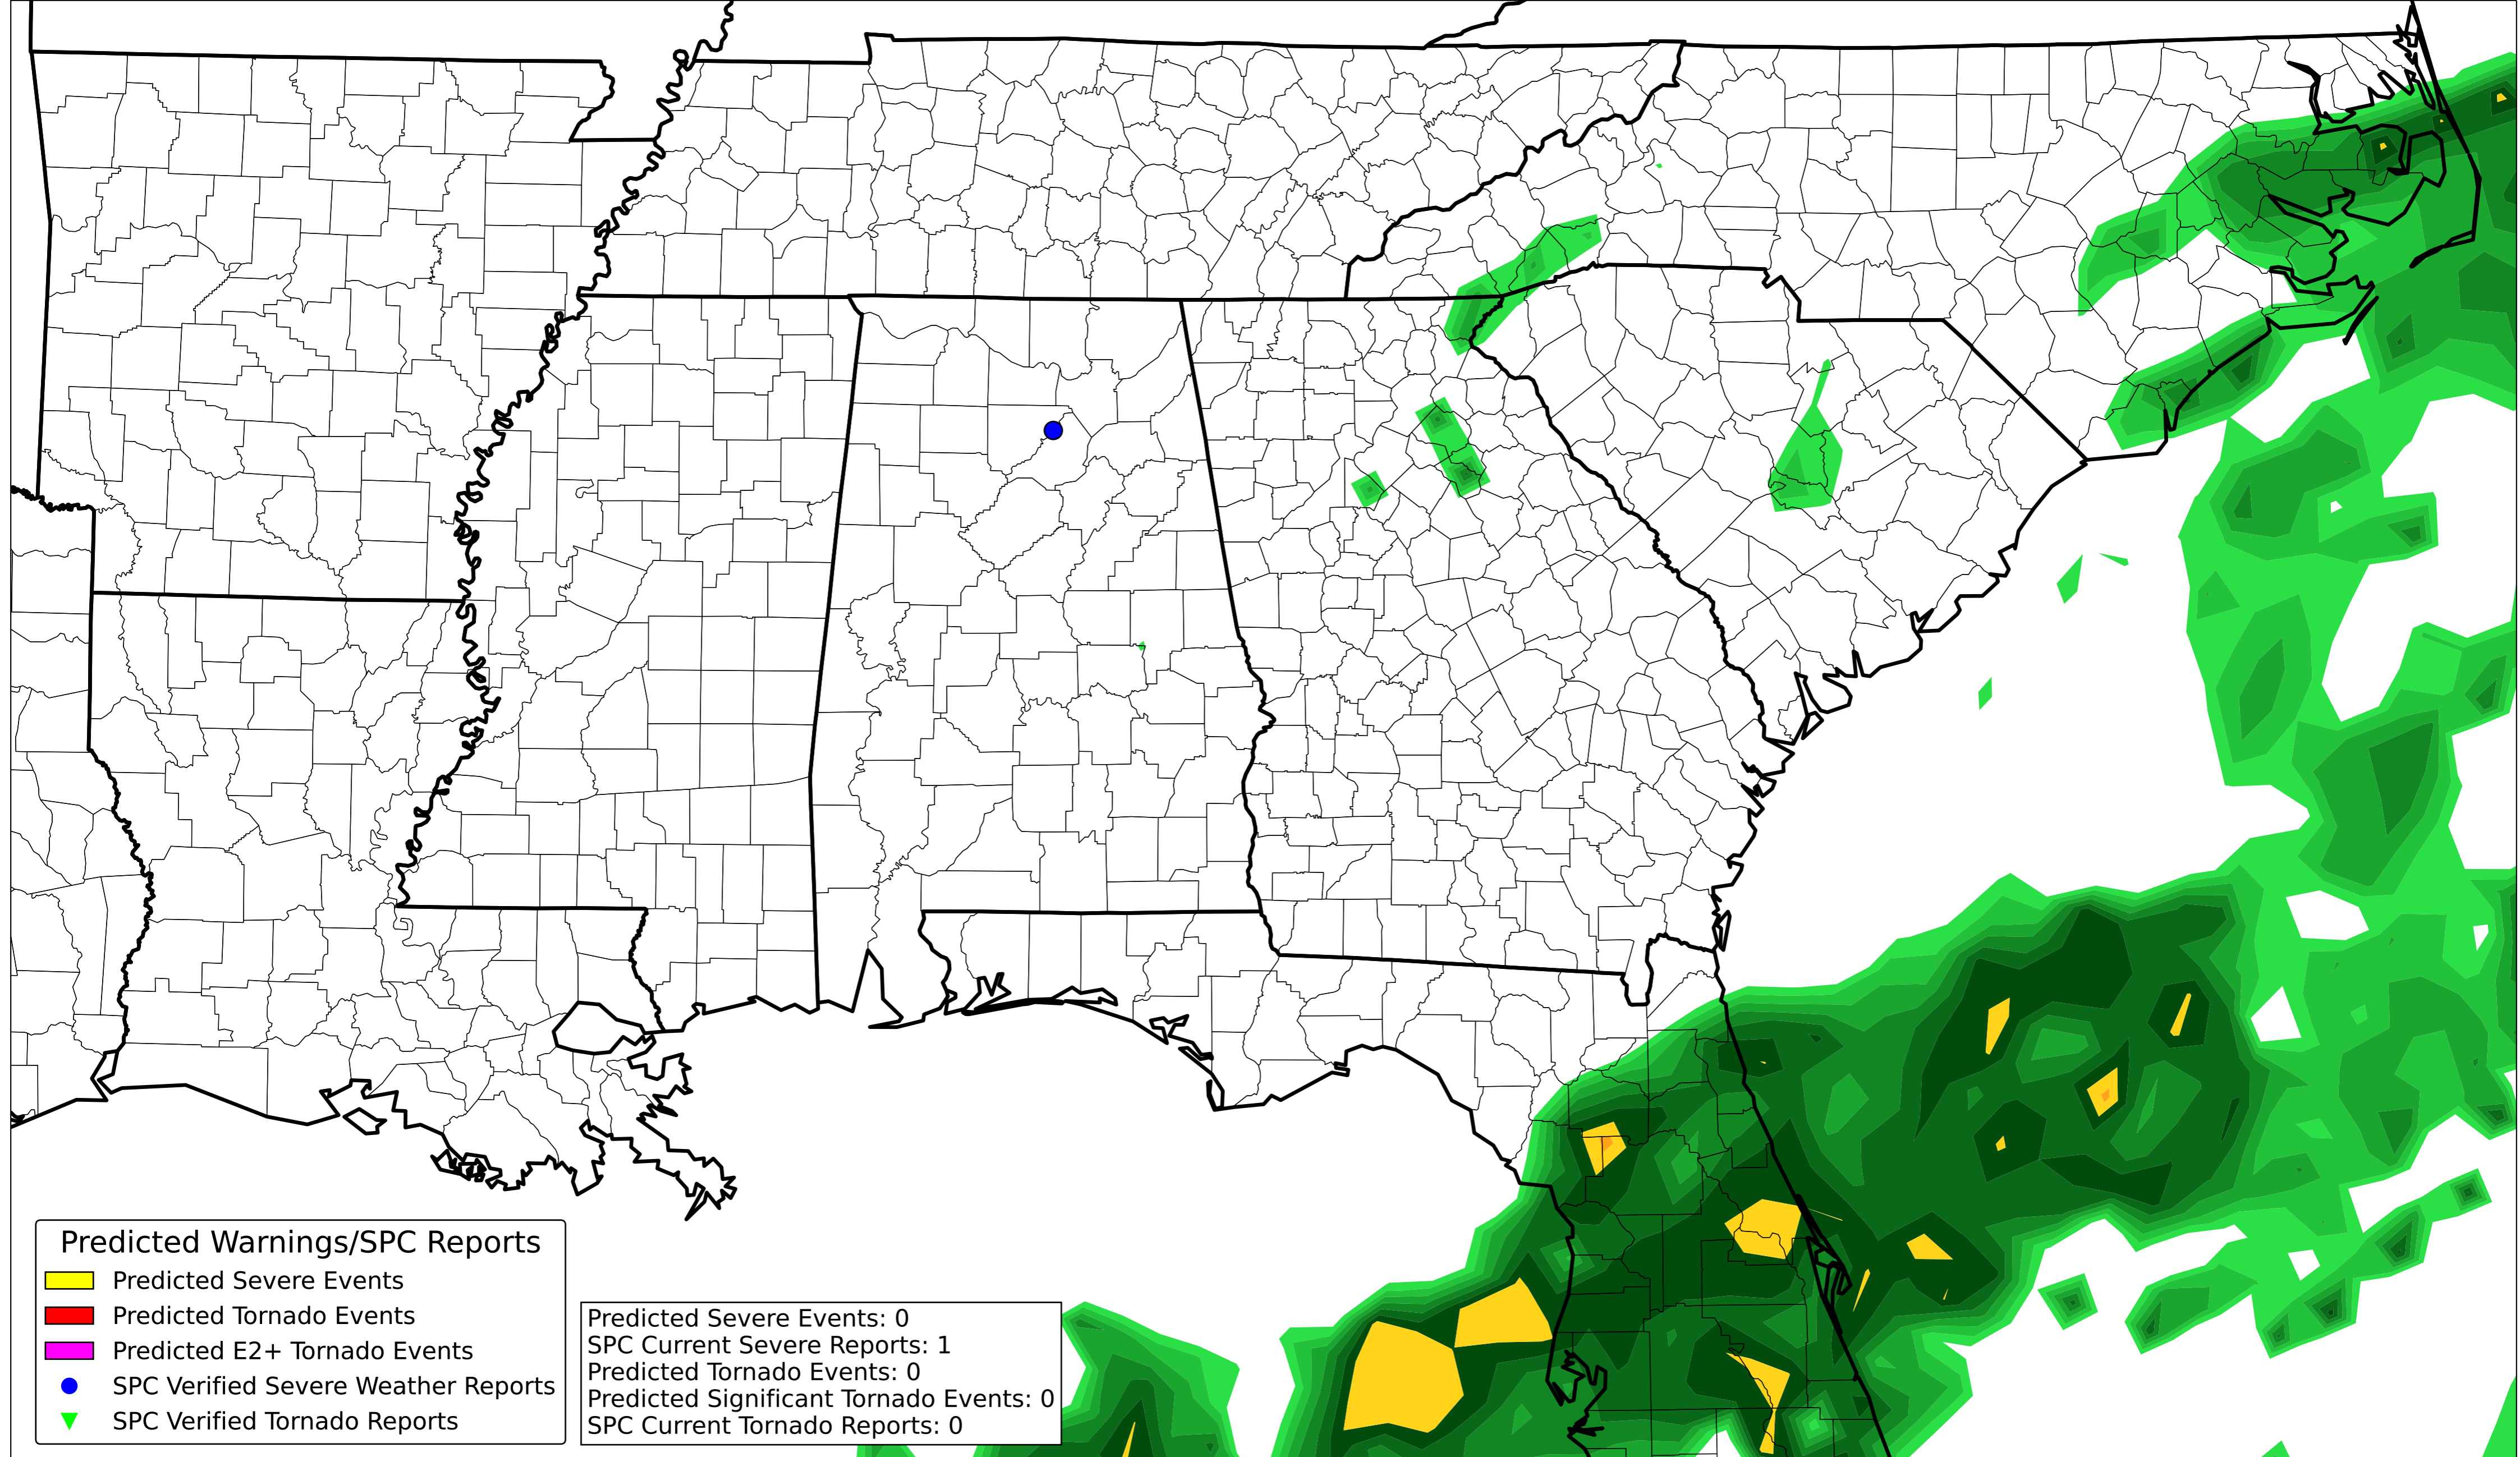 Predicted Warnings/SPC Reports
Predicted Severe Events
Predicted Tornado Events
Predicted E2+ Tornado Events
SPC Verified Severe Weather Reports
SPC Verified Tornado Reports
Predicted Severe Events: 0
SPC Current Severe Reports: 1
Predicted Tornado Events: 0
Predicted Significant Tornado Events: 0
SPC Current Tornado Reports: 0